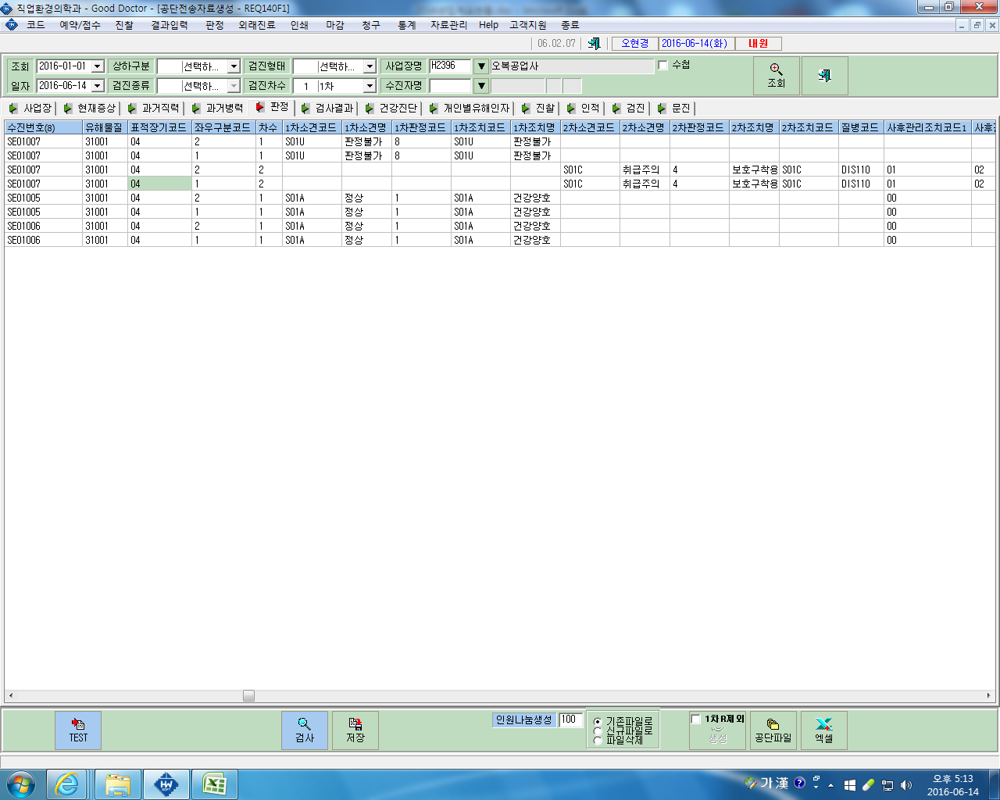 직업환경의학과 - Good Doctor - [공단전송자료생성 - REQ140F1]
코드 예약/접수 진찰 결과입력 판정 외래진료 인쇄 마감 청구 통계 자료관리 Help 고객지원 종료
06.02.07 오현경 2016-06-14(화) 내원
조회 2016-01-01 상하구분 |선택하... 검진형태 |선택하... 사업장명 H2396 ▼ 오복공업사 수첩
일자 2016-06-14 검진종류 |선택하... 검진차수 1 |1차 수진자명 ▼
조회
사업장 현재증상 과거직력 과거병력 판정 검사결과 건강진단 개인별유해인자 진찰 인적 검진 문진
수진번호(8) 유해물질 표적장기코드 좌우구분코드 차수 1차소견코드 1차소견명 1차판정코드 1차조치코드 1차조치명 2차소견코드 2차소견명 2차판정코드 2차조치명 2차조치코드 질병코드 사후관리조치코드1
SE01007 31001 04 2 1 S01U 판정불가 8 S01U 판정불가
SE01007 31001 04 1 1 S01U 판정불가 8 S01U 판정불가
SE01007 31001 04 2 2 S01C 취급주의 4 보호구착용 S01C DIS110 01 02
SE01007 31001 04 1 2 S01C 취급주의 4 보호구착용 S01C DIS110 01 02
SE01005 31001 04 2 1 S01A 정상 1 S01A 건강양호 00
SE01005 31001 04 1 1 S01A 정상 1 S01A 건강양호 00
SE01006 31001 04 2 1 S01A 정상 1 S01A 건강양호 00
SE01006 31001 04 1 1 S01A 정상 1 S01A 건강양호 00
TEST 검사 저장 인원나눔생성 100
기존파일로
신규파일로
파일삭제
1차R제외
생성
공단파일 엑셀
가 漢
오후 5:13
2016-06-14